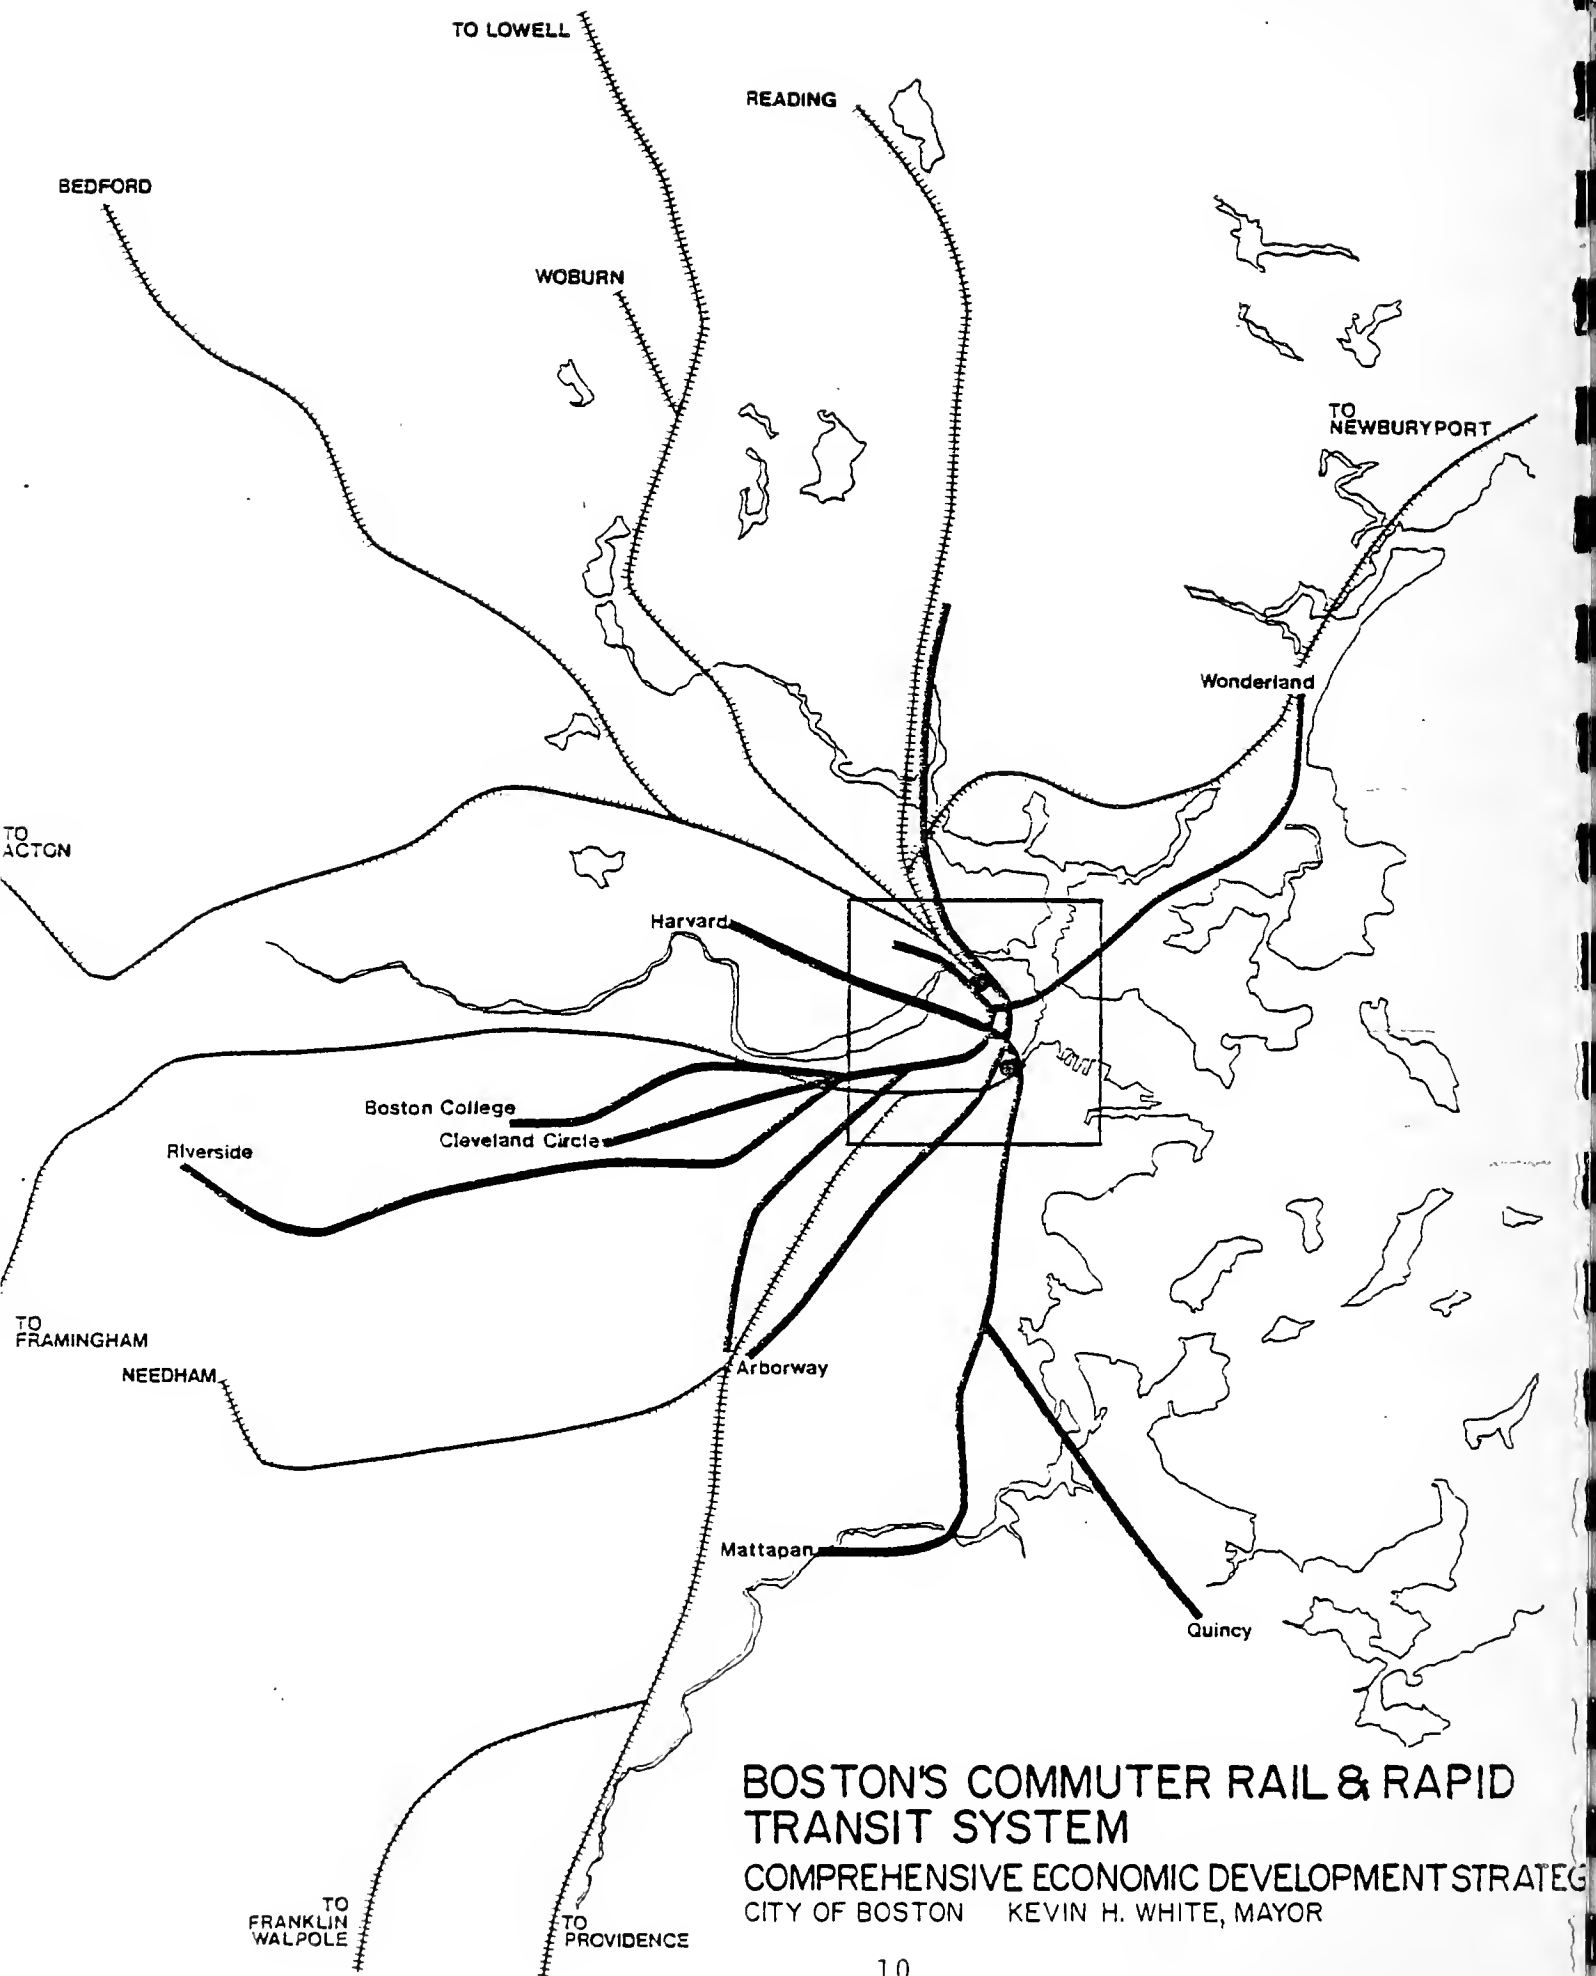 TO LOWELL
READING
BEDFORD
WOBURN
TO
NEWBURYPORT
Wonderland
TO
ACTON
Harvard
Boston College
Cleveland Circle
Riverside
TO
FRAMINGHAM
NEEDHAM
Arborway
Mattapan
Quincy
BOSTON'S COMMUTER RAIL & RAPID
TRANSIT SYSTEM
COMPREHENSIVE ECONOMIC DEVELOPMENT STRATEG
CITY OF BOSTON KEVIN H. WHITE, MAYOR
TO
FRANKLIN
WALPOLE
TO
PROVIDENCE
10